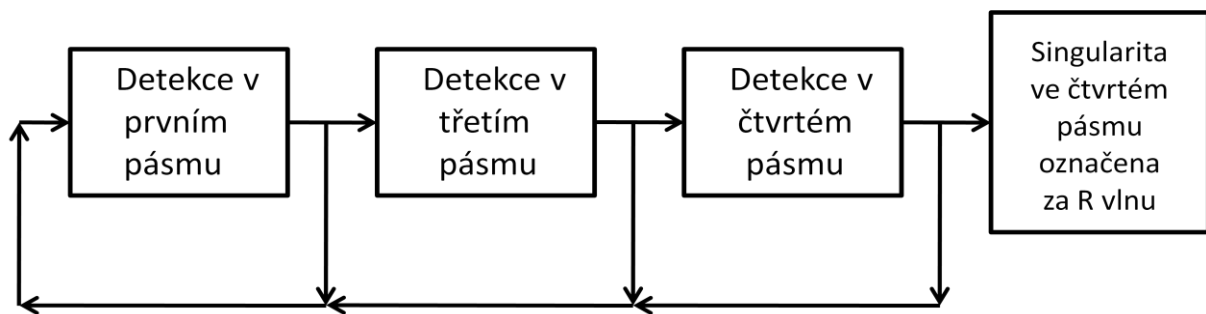 Detekce v
prvním
pásmu
Detekce v
třetím
pásmu
Detekce v
čtvrtém
pásmu
Singularita
ve čtvrtém
pásmu
označena
za R vlnu